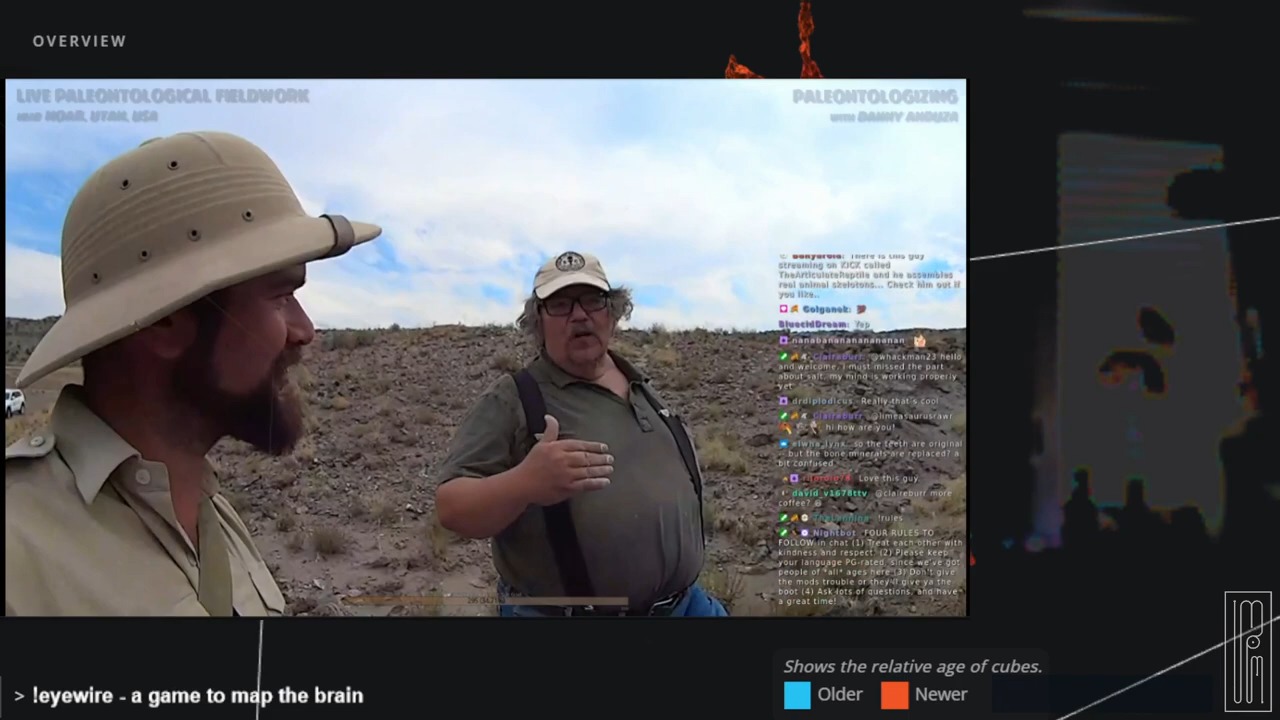 OVERVIEW
LIVE PALEONTOLOGICAL FIELDWORK
NEAR MOAB, UTAH, USA
PALEONTOLOGIZING
WITH DANNY ANDUZA
There is this guy
streaming on KICK called
TheArticulateReptile and he assembles
real animal skelotons... Check him out if
you like..
Golganek:
BluecidDream: Yep
Claireburr: @whackman23 hello
and welcome, i must missed the part
about salt, my mind is working properly
yet
drdiplodicus: Really that's cool
Claireburr: @limeasaurusrawr
hi how are you!
so the teeth are original
but the bone minerals are replaced? a
bit confused
Love this guy.
david_v1678ttv: @claireburr more
coffee?
!rules
Nightbot: FOUR RULES TO
FOLLOW in chat (1) Treat each other with
kindness and respect. (2) Please keep
your language PG-rated, since we've got
people of *all* ages here (3) Don't give
the mods trouble or they'll give ya the
boot (4) Ask lots of questions, and have
a great time!
> !eyewire - a game to map the brain
Shows the relative age of cubes.
Older Newer